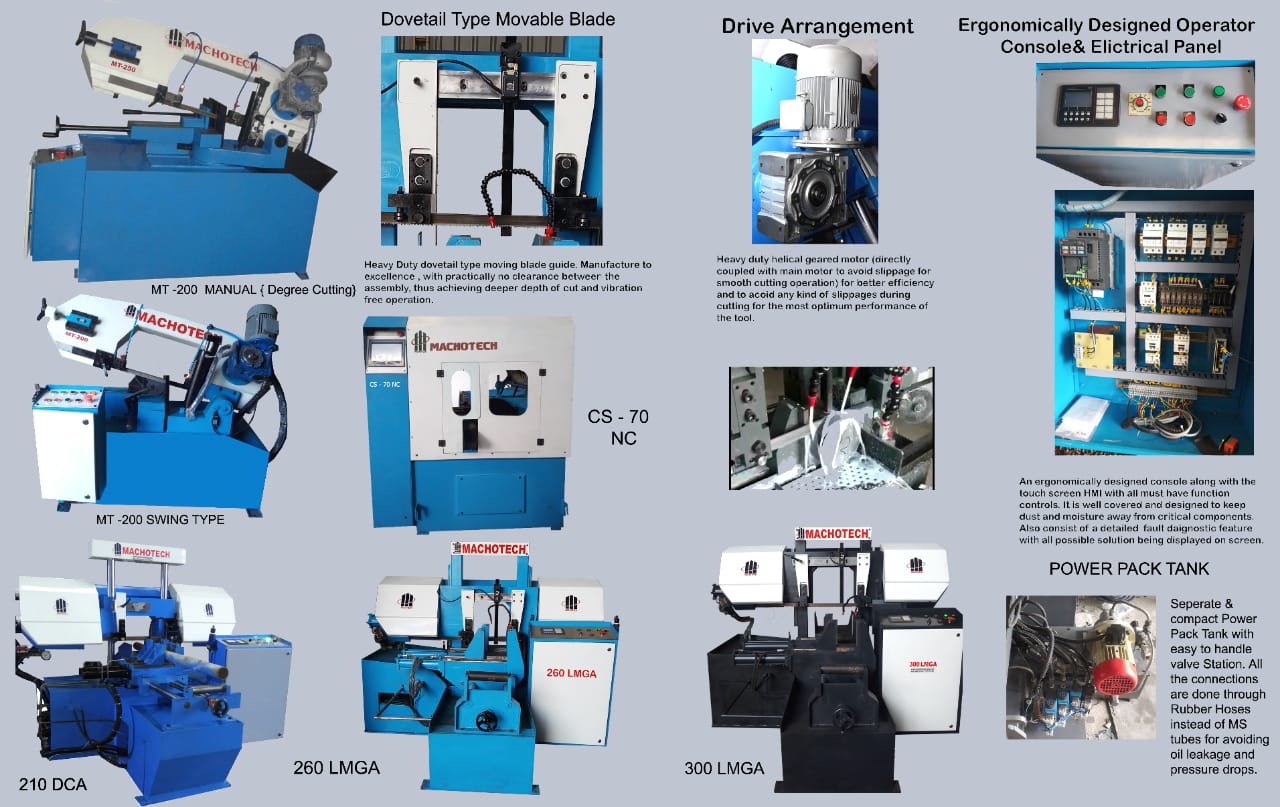 MACHOTECH
MT-250
MT -200  MANUAL { Degree Cutting}
Dovetail Type Movable Blade
Heavy Duty dovetail type moving blade guide. Manufacture to
excellence , with practically no clearance between the
assembly, thus achieving deeper depth of cut and vibration
free operation.
Drive Arrangement
Heavy duty helical geared motor (directly
coupled with main motor to avoid slippage for
smooth cutting operation) for better efficiency
and to acoid any kind of slippages during
cutting for the most optimum performance of
the tool.
Ergonomically Designed Operator
Console& Elictrical Panel
An ergonomically designed console along with the
touch screen HMI with all must have function
controls. It is well covered and designed to keep
dust and moisture away from critical components.
Also consist of a detailed fault daignostic feature
with all possible solution being displayed on screen.
MACHOTECH
MT-200
MT -200 SWING TYPE
MACHOTECH
CS - 70 NC
CS - 70
NC
MACHOTECH
210 DCA
MACHOTECH
260 LMGA
260 LMGA
MACHOTECH
300 LMGA
300 LMGA
POWER PACK TANK
Seperate &
compact Power
Pack Tank with
easy to handle
valve Station. All
the connections
are done through
Rubber Hoses
instead of MS
tubes for avoiding
oil leakage and
pressure drops.